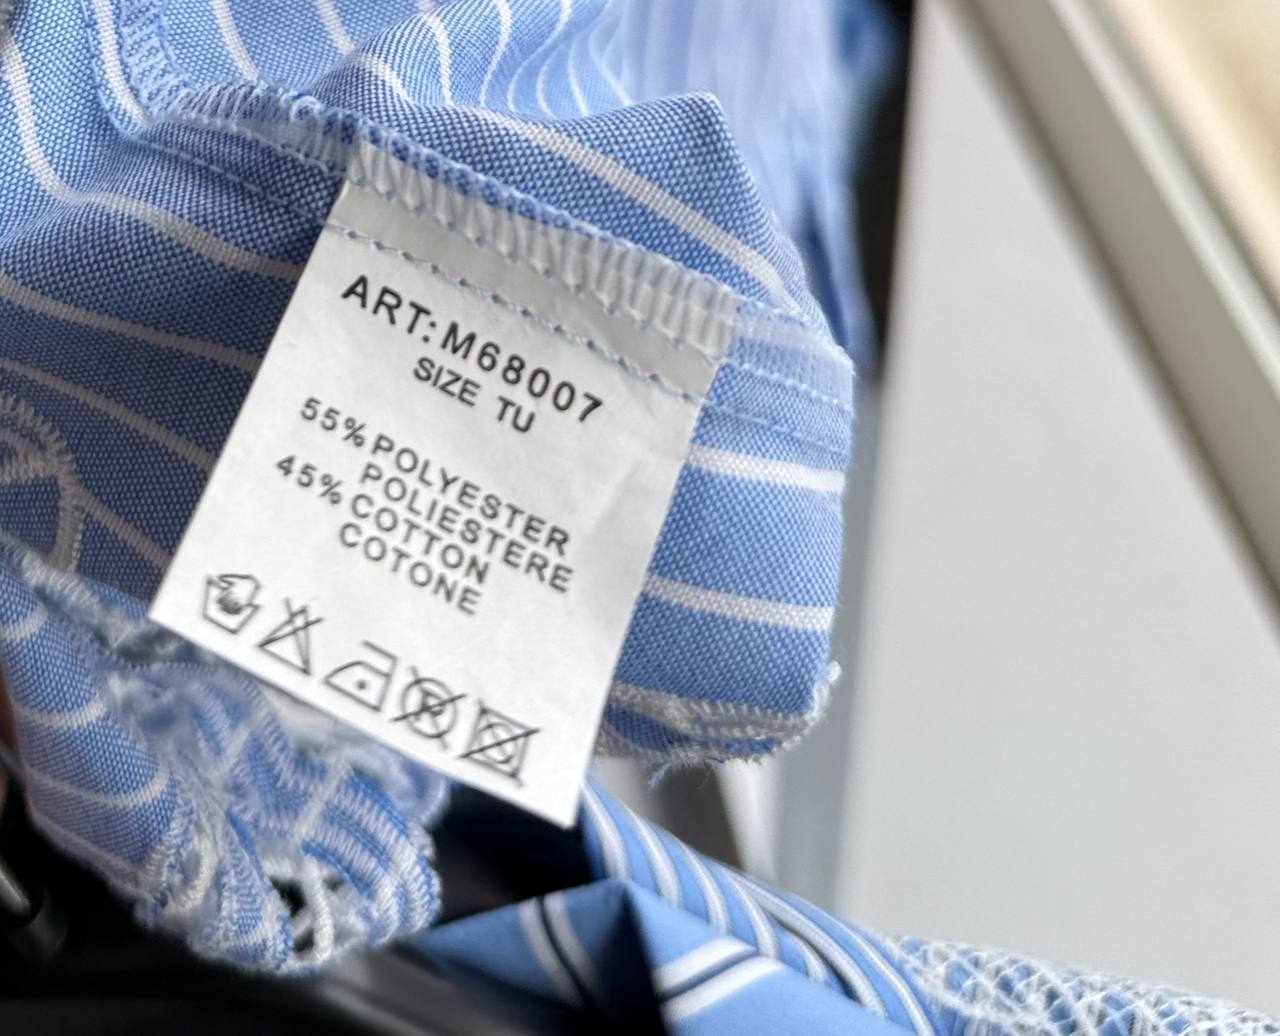 ART: M68007
SIZE TU
55% POLYESTER
POLIESTERE
45% COTTON
COTONE